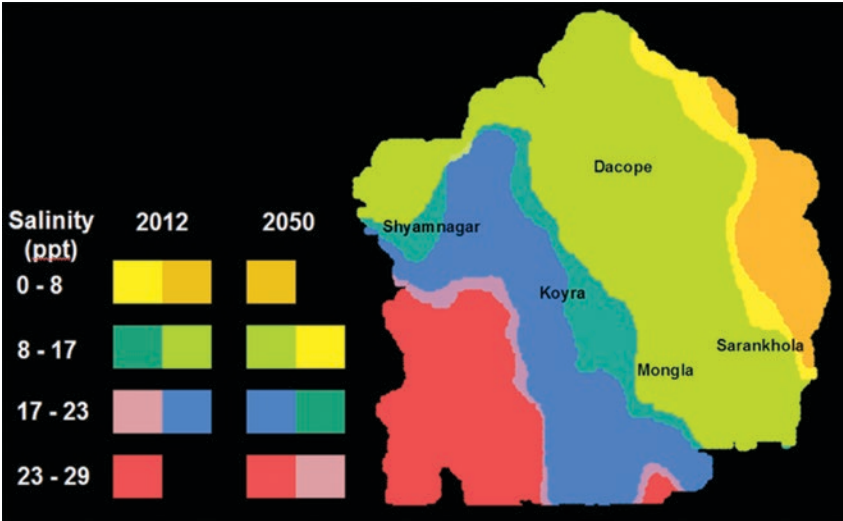 Salinity 2012 2050
(ppt)
0 - 8
8 - 17
17 - 23
23 - 29
Dacope
Shyamnagar
Koyra
Sarankhola
Mongla